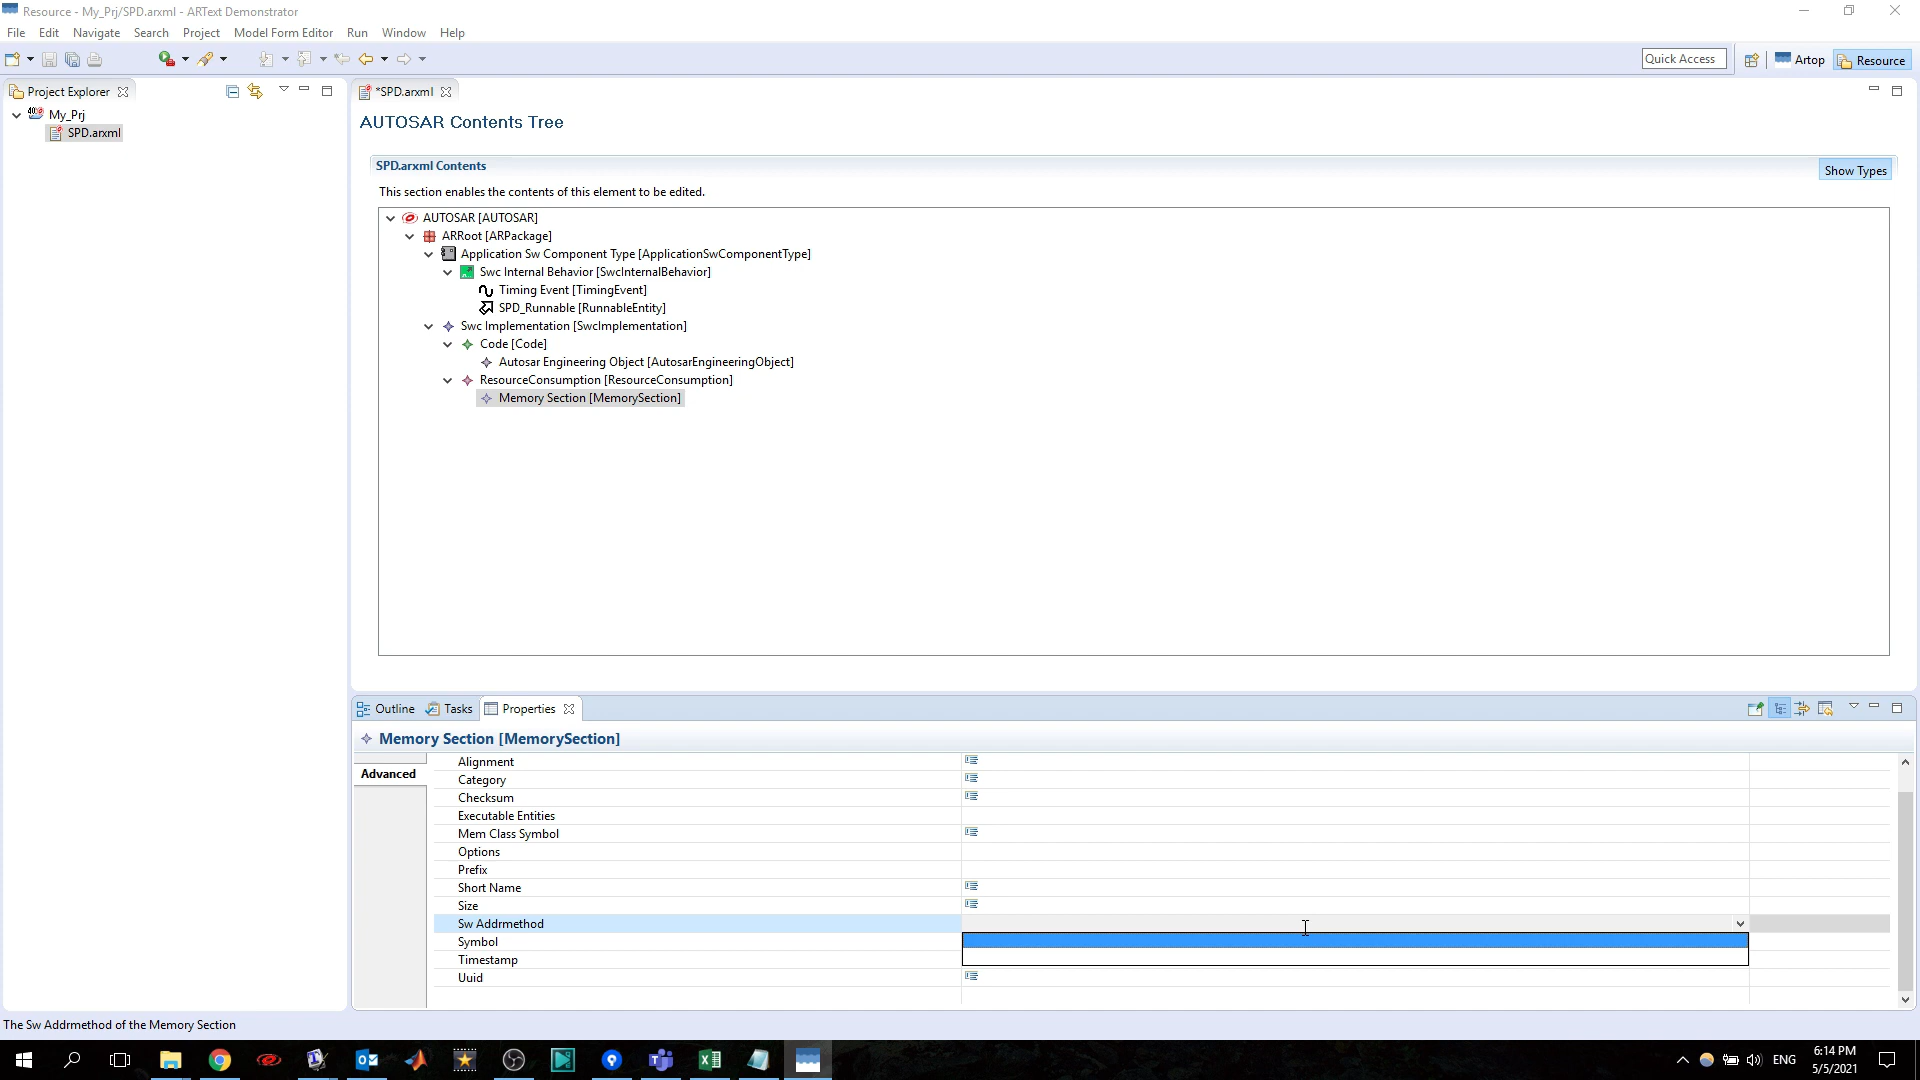 Resource - My_Prj/SPD.arxml - ARText Demonstrator
File Edit Navigate Search Project Model Form Editor Run Window Help
Quick Access
Artop
Resource
Project Explorer
My_Prj
SPD.arxml
*SPD.arxml
AUTOSAR Contents Tree
SPD.arxml Contents
Show Types
This section enables the contents of this element to be edited.
AUTOSAR [AUTOSAR]
ARRoot [ARPackage]
Application Sw Component Type [ApplicationSwComponentType]
Swc Internal Behavior [SwcInternalBehavior]
Timing Event [TimingEvent]
SPD_Runnable [RunnableEntity]
Swc Implementation [SwcImplementation]
Code [Code]
Autosar Engineering Object [AutosarEngineeringObject]
ResourceConsumption [ResourceConsumption]
Memory Section [MemorySection]
Outline Tasks Properties
Memory Section [MemorySection]
Advanced
Alignment
Category
Checksum
Executable Entities
Mem Class Symbol
Options
Prefix
Short Name
Size
Sw Addrmethod
Symbol
Timestamp
Uuid
The Sw Addrmethod of the Memory Section
ENG
6:14 PM
5/5/2021